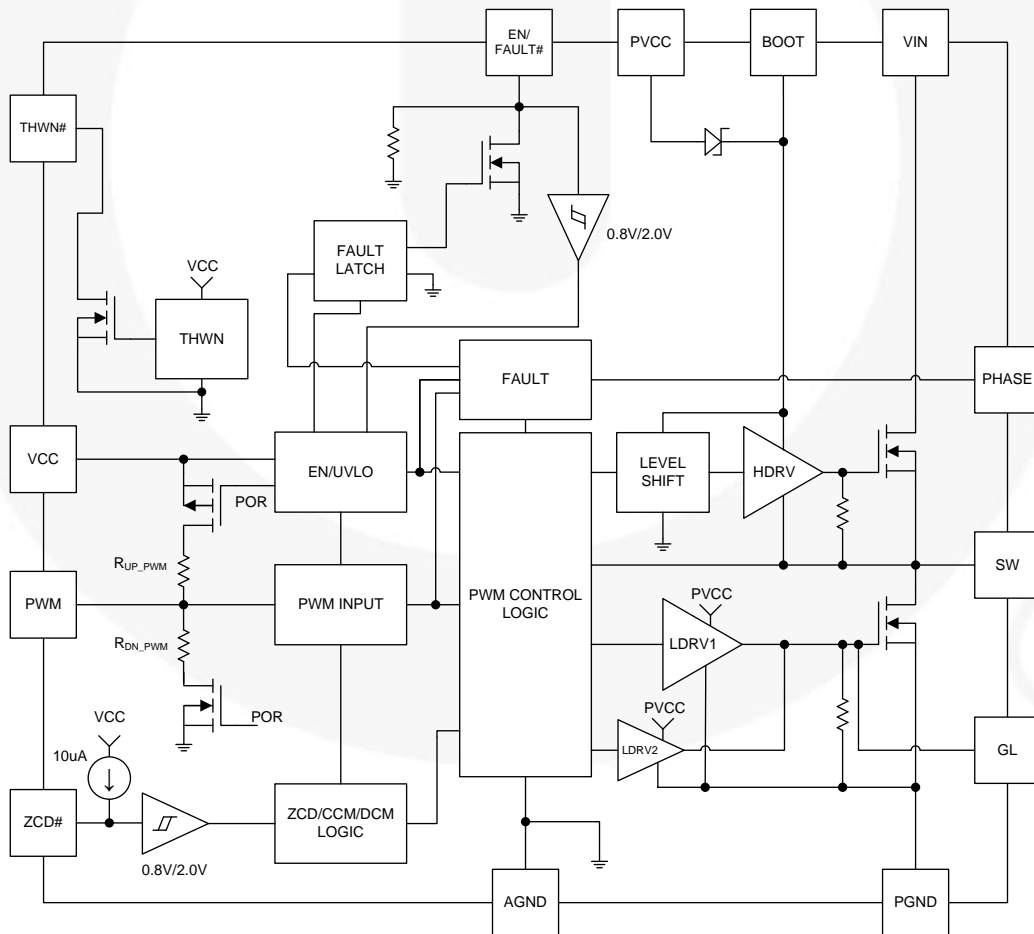 EN/
FAULT#
PVCC
BOOT
VIN
THWN#
0.8V/2.0V
FAULT
LATCH
VCC
THWN
FAULT
PHASE
VCC
EN/UVLO
LEVEL
SHIFT
HDRV
POR
RUP_PWM
SW
PWM
PWM INPUT
PWM CONTROL
LOGIC
PVCC
LDRV1
RDN_PWM
POR
VCC
PVCC
LDRV2
GL
10uA
ZCD#
ZCD/CCM/DCM
LOGIC
0.8V/2.0V
AGND
PGND